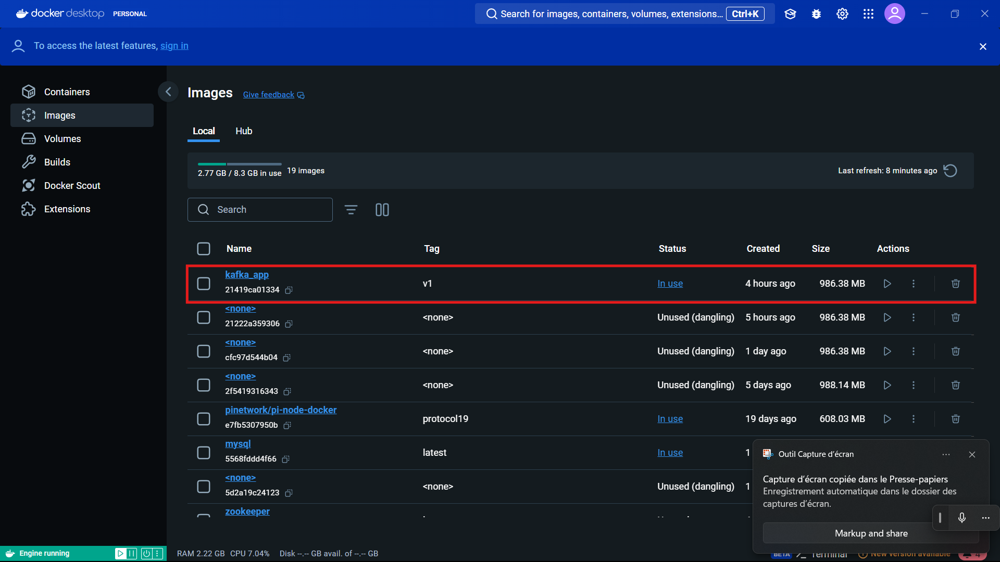 docker desktop PERSONAL
Search for images, containers, volumes, extensions... Ctrl+K
To access the latest features, sign in
Containers
Images
Volumes
Builds
Docker Scout
Extensions
Images Give feedback
Local Hub
2.77 GB / 8.3 GB in use 19 images
Last refresh: 8 minutes ago
Search
Name Tag Status Created Size Actions
kafka_app
21419ca01334 v1 In use 4 hours ago 986.38 MB
<none>
21222a359306 <none> Unused (dangling) 5 hours ago 986.38 MB
<none>
cfc97d544b04 <none> Unused (dangling) 1 day ago 986.38 MB
<none>
2f5419316343 <none> Unused (dangling) 5 days ago 988.14 MB
pinetwork/pi-node-docker
e7fb5307950b protocol19 In use 19 days ago 608.03 MB
mysql
5568fddd4f66 latest In use 1
<none>
5d2a19c24123 <none> Unused (dangling) 1
zookeeper
Outil Capture d'écran
Capture d'écran copiée dans le Presse-papiers
Enregistrement automatique dans le dossier des
captures d'écran.
Markup and share
Engine running
RAM 2.22 GB CPU 7.04% Disk --.-- GB avail. of --.-- GB
BETA Terminal New version available 4